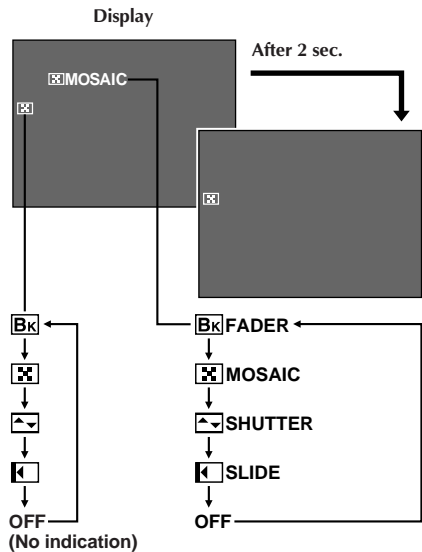 Display
After 2 sec.
MOSAIC
BK
BK FADER
MOSAIC
SHUTTER
SLIDE
OFF
(No indication)
OFF